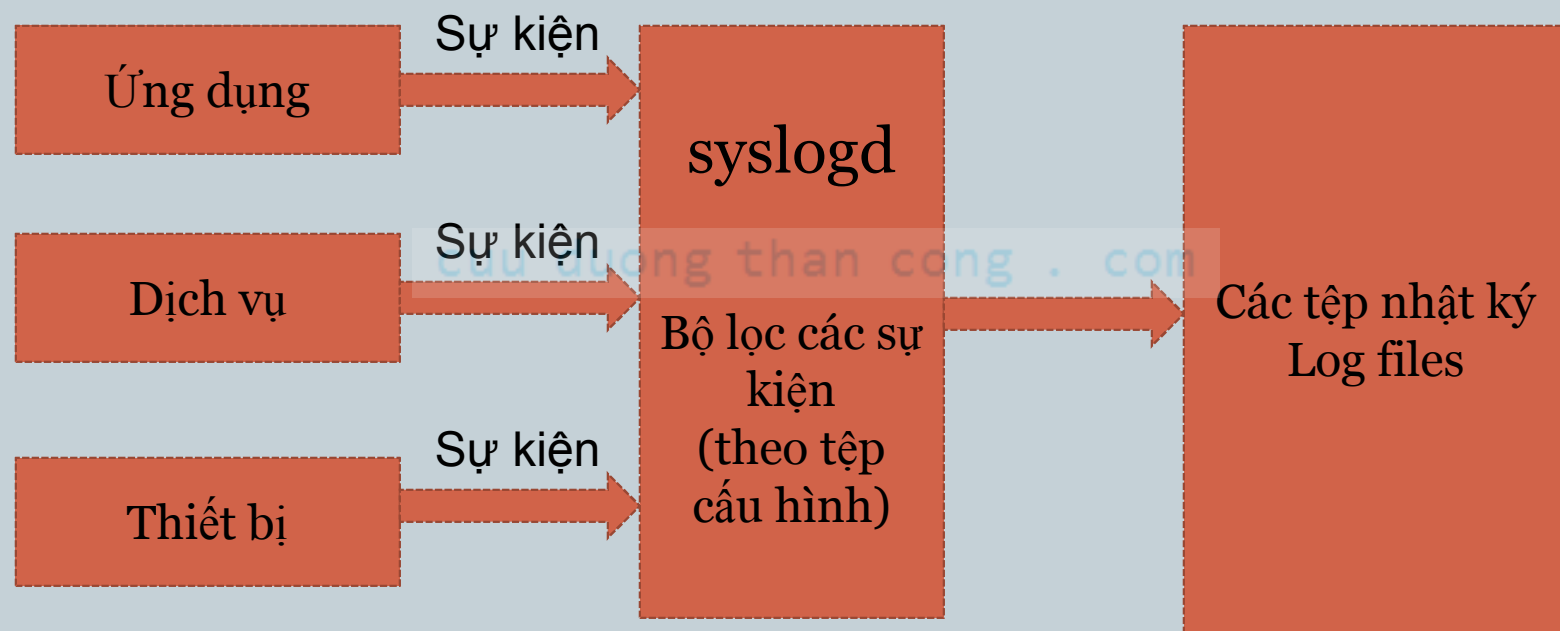 Sự kiện
Ứng dụng
syslogd
Sự kiện
cuu duong than cong . com
Dịch vụ
Bộ lọc các sự
kiện
(theo tệp
cấu hình)
Các tệp nhật ký
Log files
Sự kiện
Thiết bị